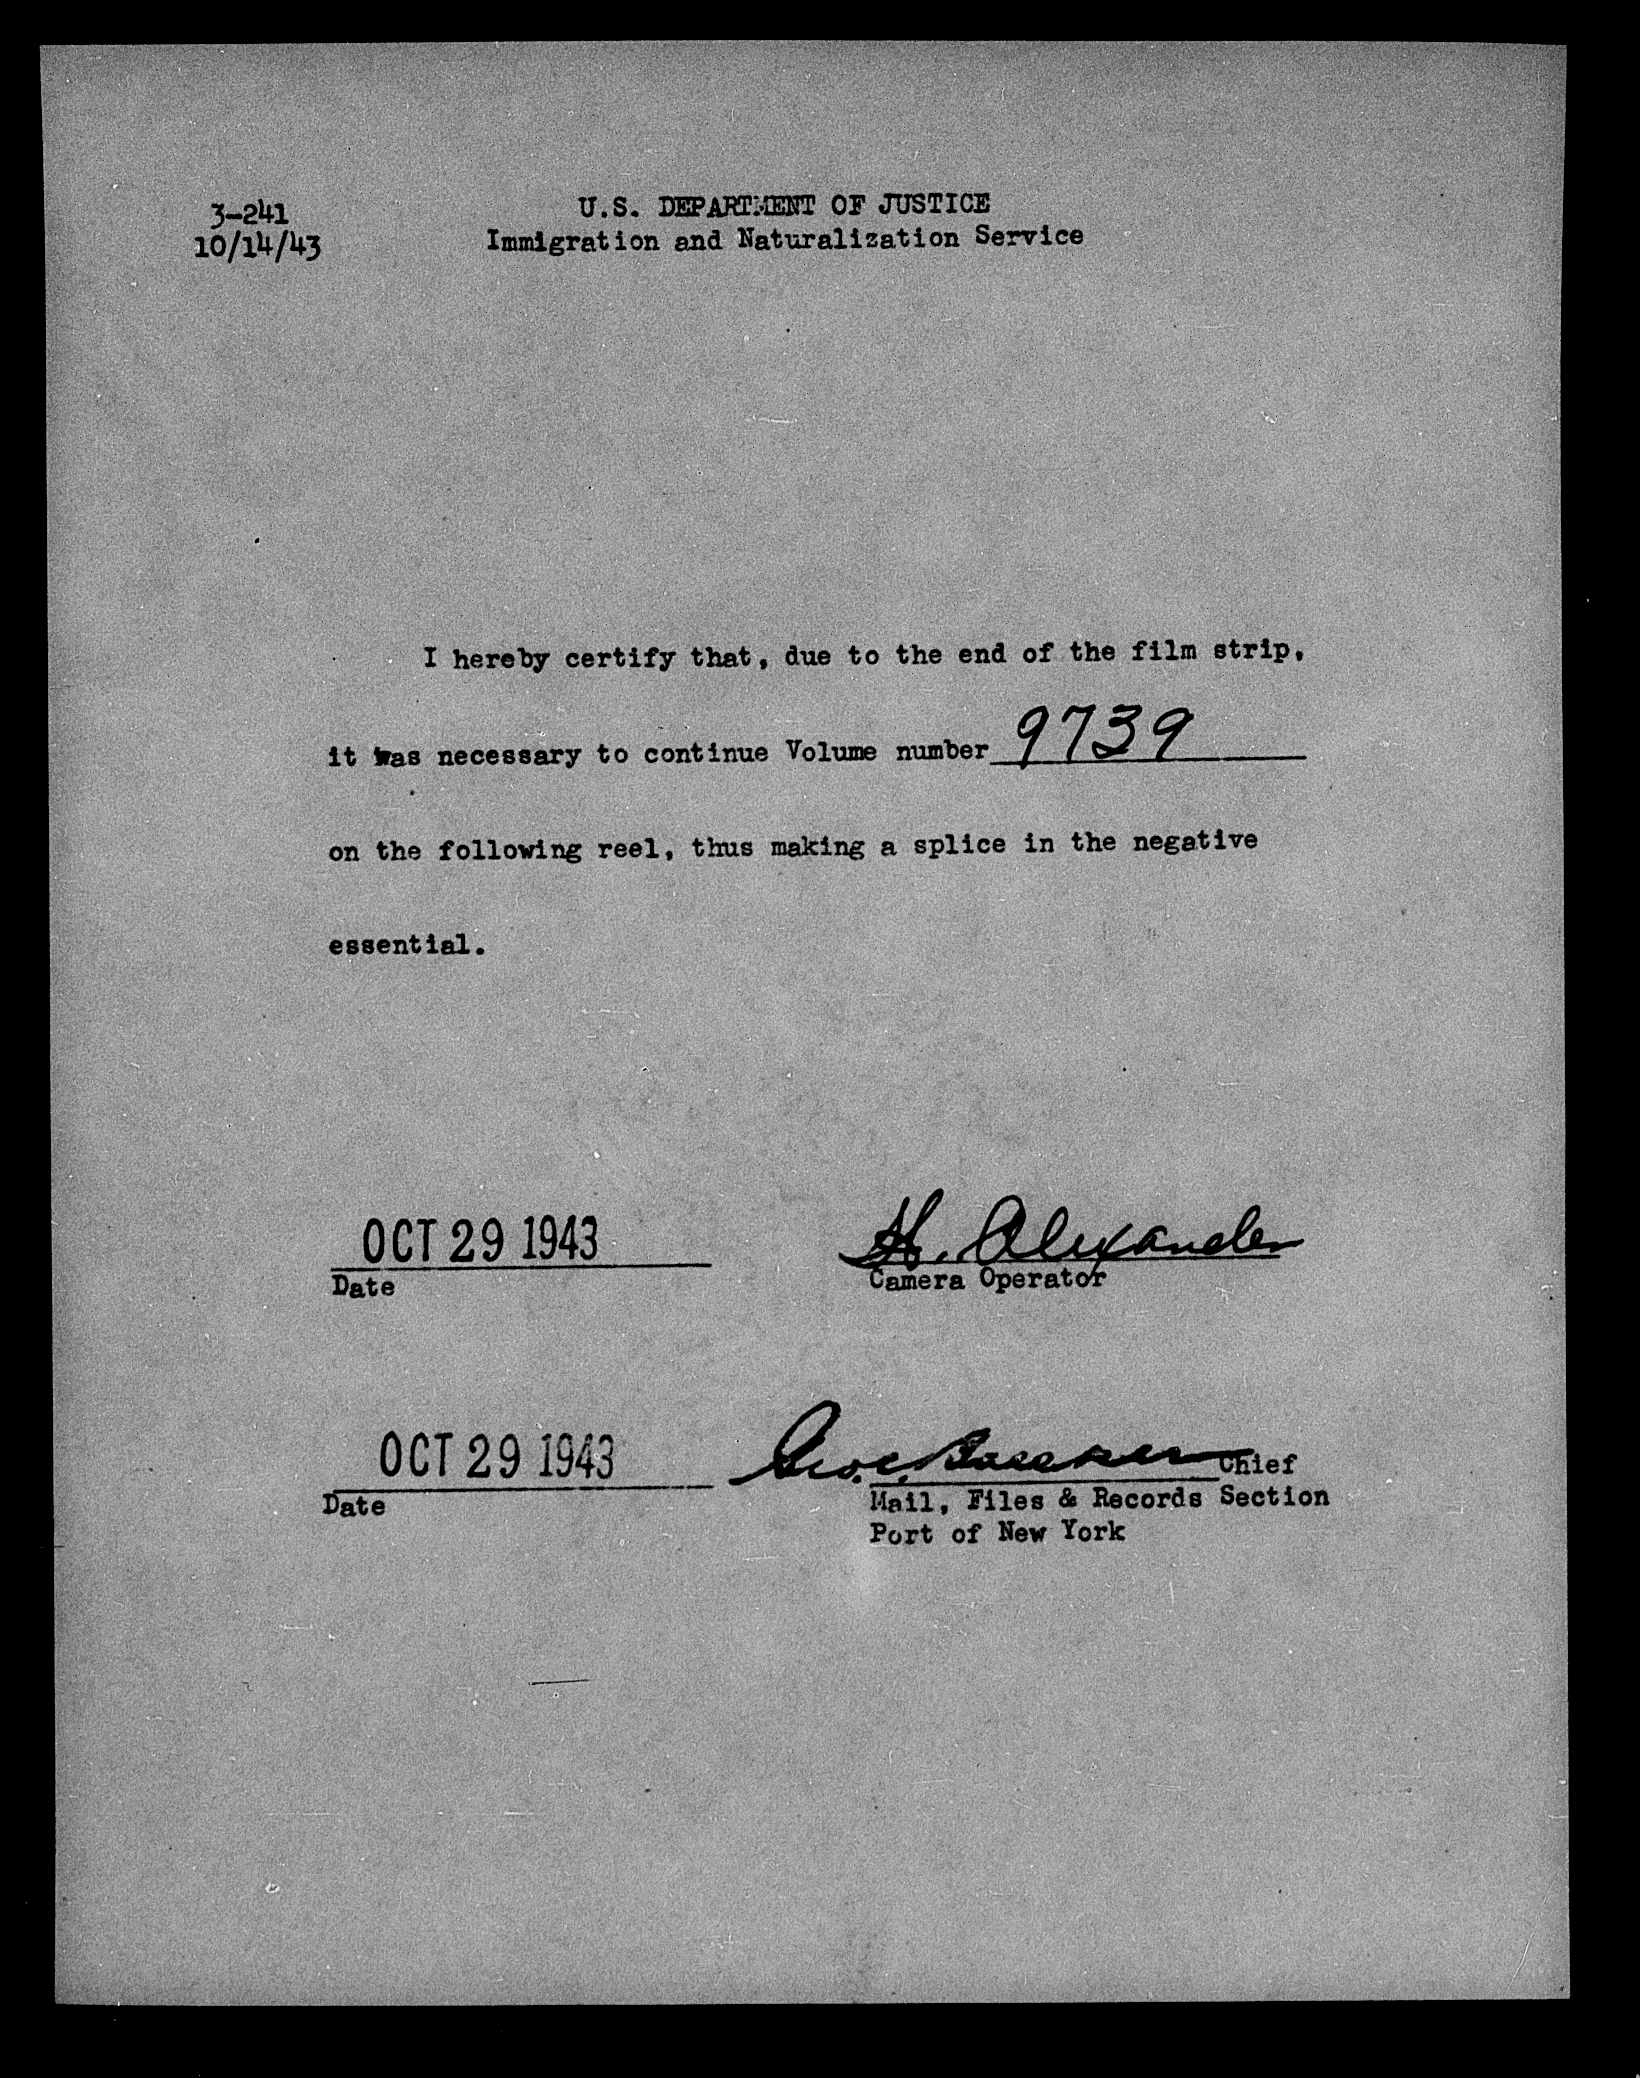 3-241
10/14/43
U.S. DEPARTMENT OF JUSTICE
Immigration and Naturalization Service
I hereby certify that, due to the end of the film strip,
it was necessary to continue Volume number 9739
on the following reel, thus making a splice in the negative
essential.
OCT 29 1943
Date
H. Alexander
Camera Operator
OCT 29 1943
Date
Geo. C. Chief
Mail, Files & Records Section
Port of New York